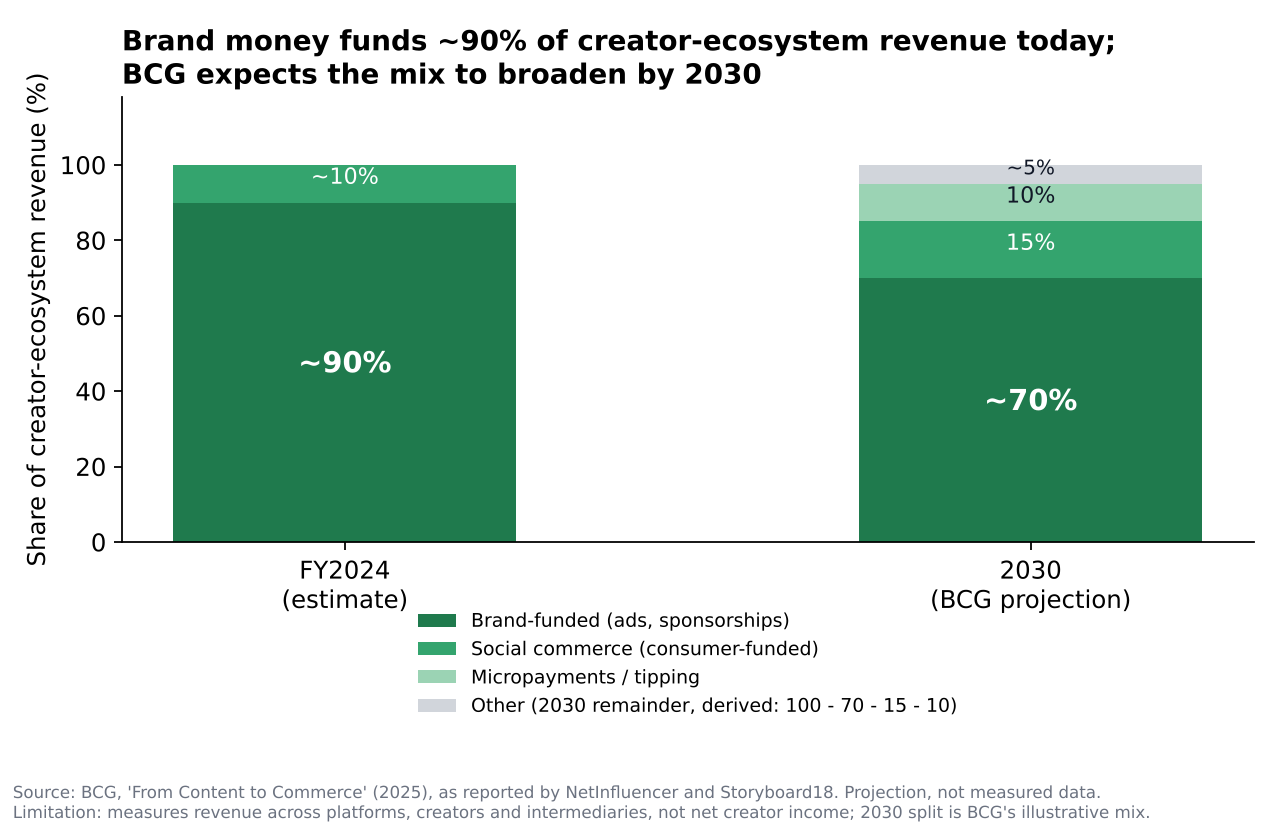 Brand money funds ~90% of creator-ecosystem revenue today;
BCG expects the mix to broaden by 2030
Share of creator-ecosystem revenue (%)
100
80
60
40
20
0
~10%
~90%
~5%
10%
15%
~70%
FY2024
(estimate)
2030
(BCG projection)
Brand-funded (ads, sponsorships)
Social commerce (consumer-funded)
Micropayments / tipping
Other (2030 remainder, derived: 100 - 70 - 15 - 10)
Source: BCG, 'From Content to Commerce' (2025), as reported by NetInfluencer and Storyboard18. Projection, not measured data.
Limitation: measures revenue across platforms, creators and intermediaries, not net creator income; 2030 split is BCG's illustrative mix.